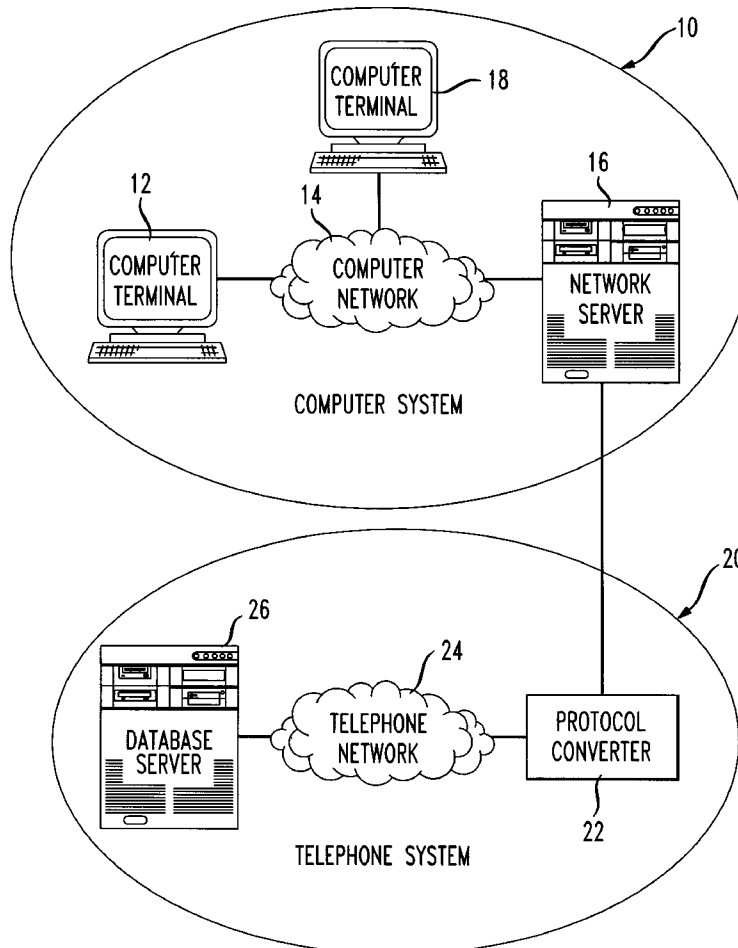 10
COMPUTER
TERMINAL
18
12
14
16
COMPUTER
TERMINAL
COMPUTER
NETWORK
NETWORK
SERVER
COMPUTER SYSTEM
20
26
24
DATABASE
SERVER
TELEPHONE
NETWORK
PROTOCOL
CONVERTER
22
TELEPHONE SYSTEM